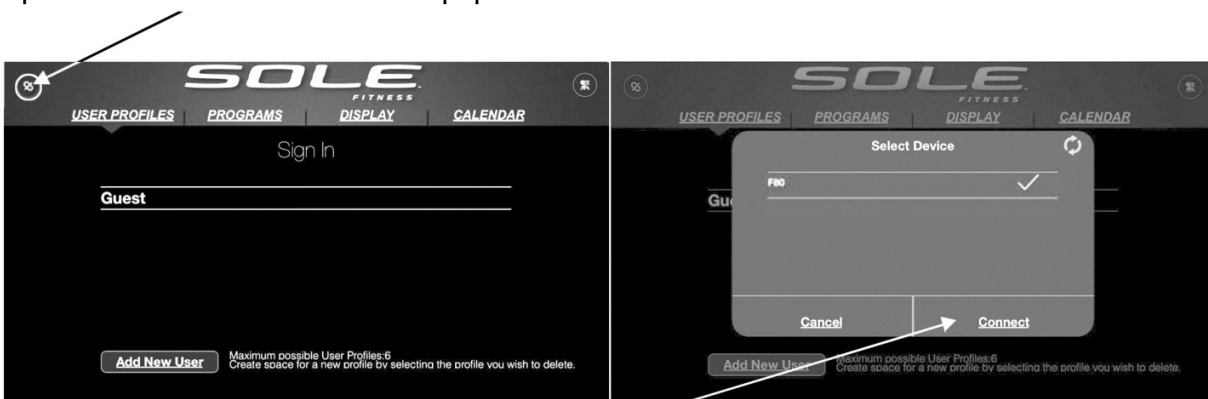 SOLE
FITNESS
USER PROFILES PROGRAMS DISPLAY CALENDAR
Sign In
Guest
Add New User
Maximum possible User Profiles:6
Create space for a new profile by selecting the profile you wish to delete.
SOLE
FITNESS
USER PROFILES PROGRAMS DISPLAY CALENDAR
Select Device
F80
Gu
Cancel Connect
Add New User
Maximum possible User Profiles:6
Create space for a new profile by selecting the profile you wish to delete.